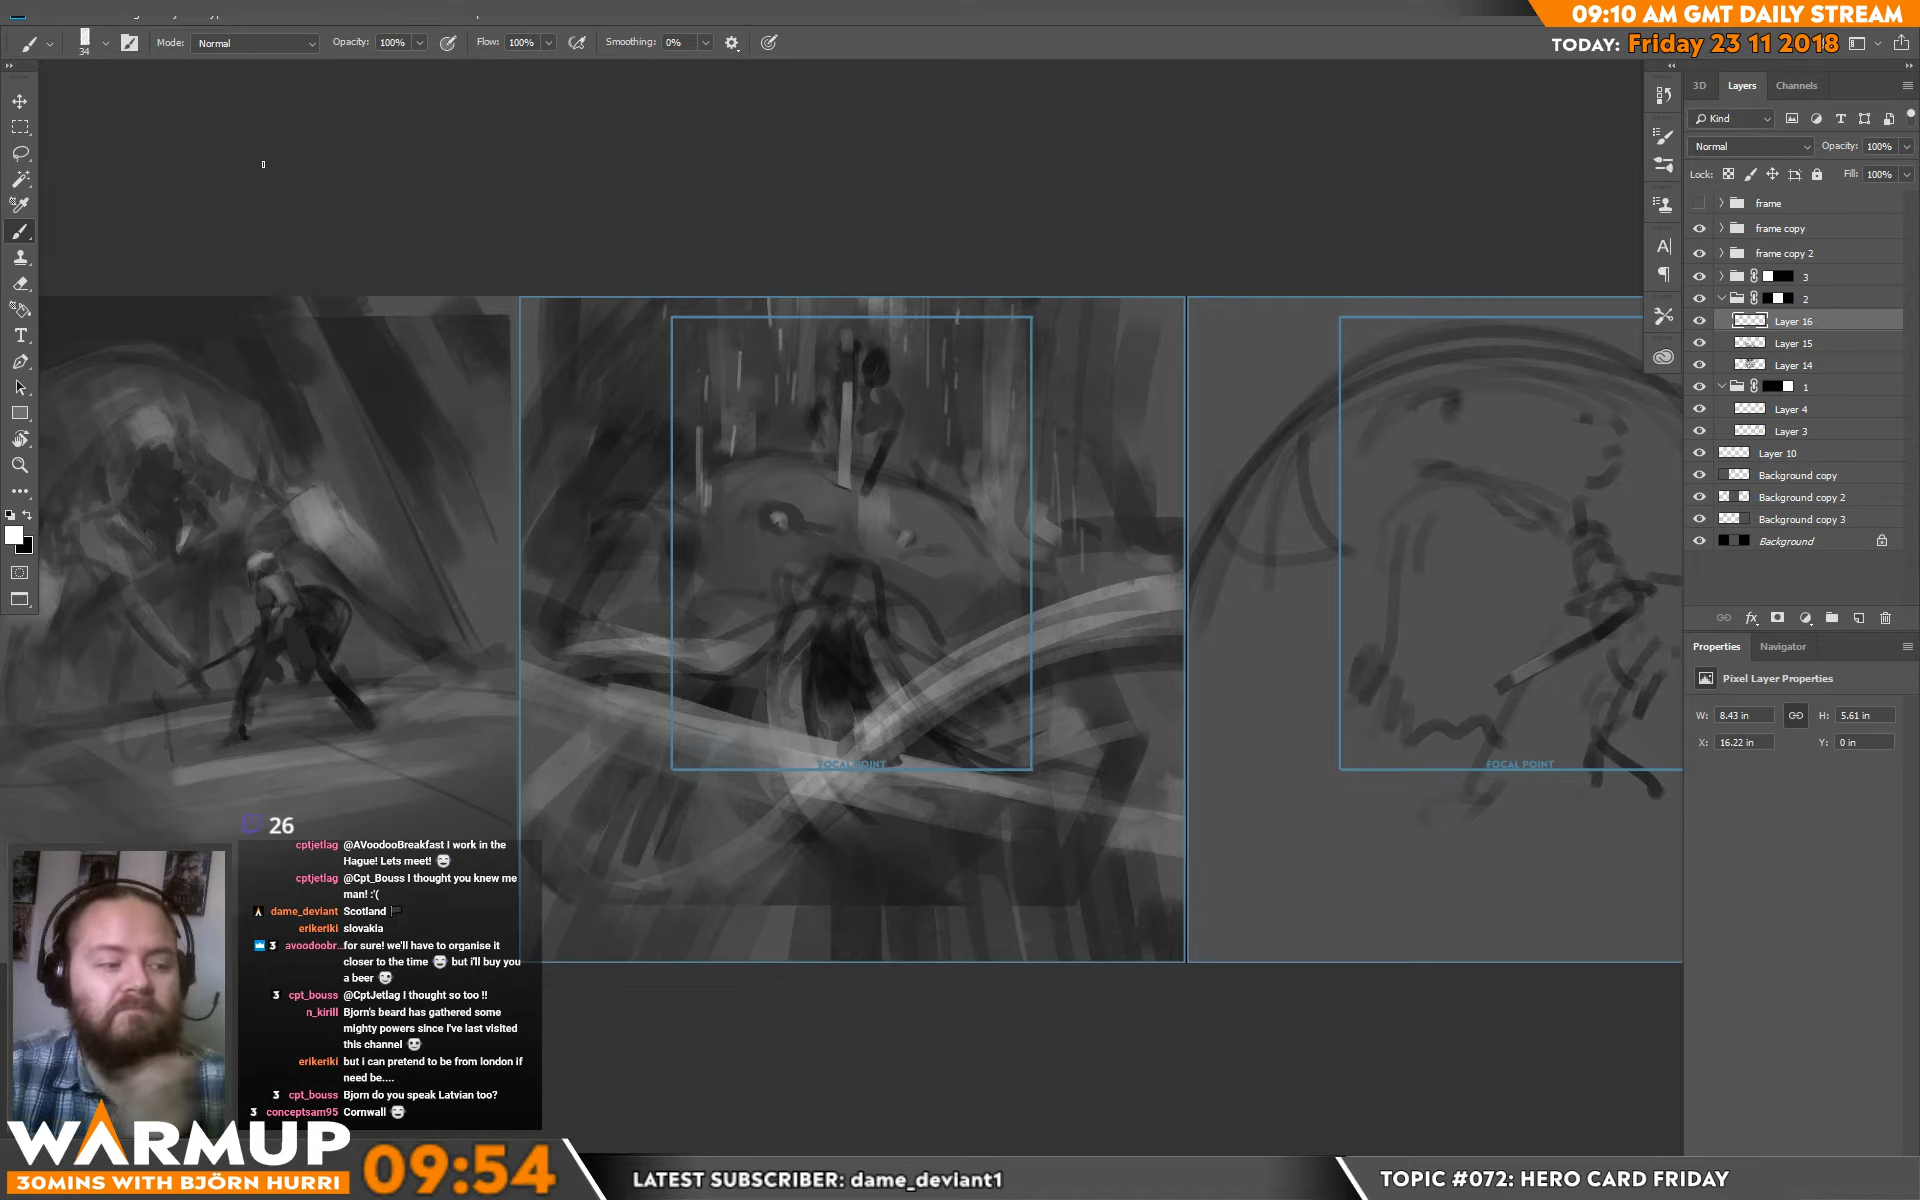 09:10 AM GMT DAILY STREAM
TODAY: Friday 23 11 2018
34
Mode: Normal
Opacity: 100%
Flow: 100%
Smoothing: 0%
3D Layers Channels
Kind
Normal Opacity: 100%
Lock: Fill: 100%
frame
frame copy
frame copy 2
3
2
Layer 16
Layer 15
Layer 14
1
Layer 4
Layer 3
Layer 10
Background copy
Background copy 2
Background copy 3
Background
fx
Properties Navigator
Pixel Layer Properties
W: 8.43 in H: 5.61 in
X: 16.22 in Y: 0 in
FOCAL POINT
FOCAL POINT
26
cptjetlag @AVoodooBreakfast I work in the
Hague! Lets meet!
cptjetlag @Cpt_Bouss I thought you knew me
man! :'(
dame_deviant Scotland
erikeriki slovakia
3 avoodoobr... for sure! we'll have to organise it
closer to the time but i'll buy you
a beer
3 cpt_bouss @CptJetlag I thought so too !!
n_kirill Bjorn's beard has gathered some
mighty powers since I've last visited
this channel
erikeriki but i can pretend to be from london if
need be....
3 cpt_bouss Bjorn do you speak Latvian too?
3 conceptsam95 Cornwall
WARMUP
30MINS WITH BJÖRN HURRI
09:54
LATEST SUBSCRIBER: dame_deviant1
TOPIC #072: HERO CARD FRIDAY